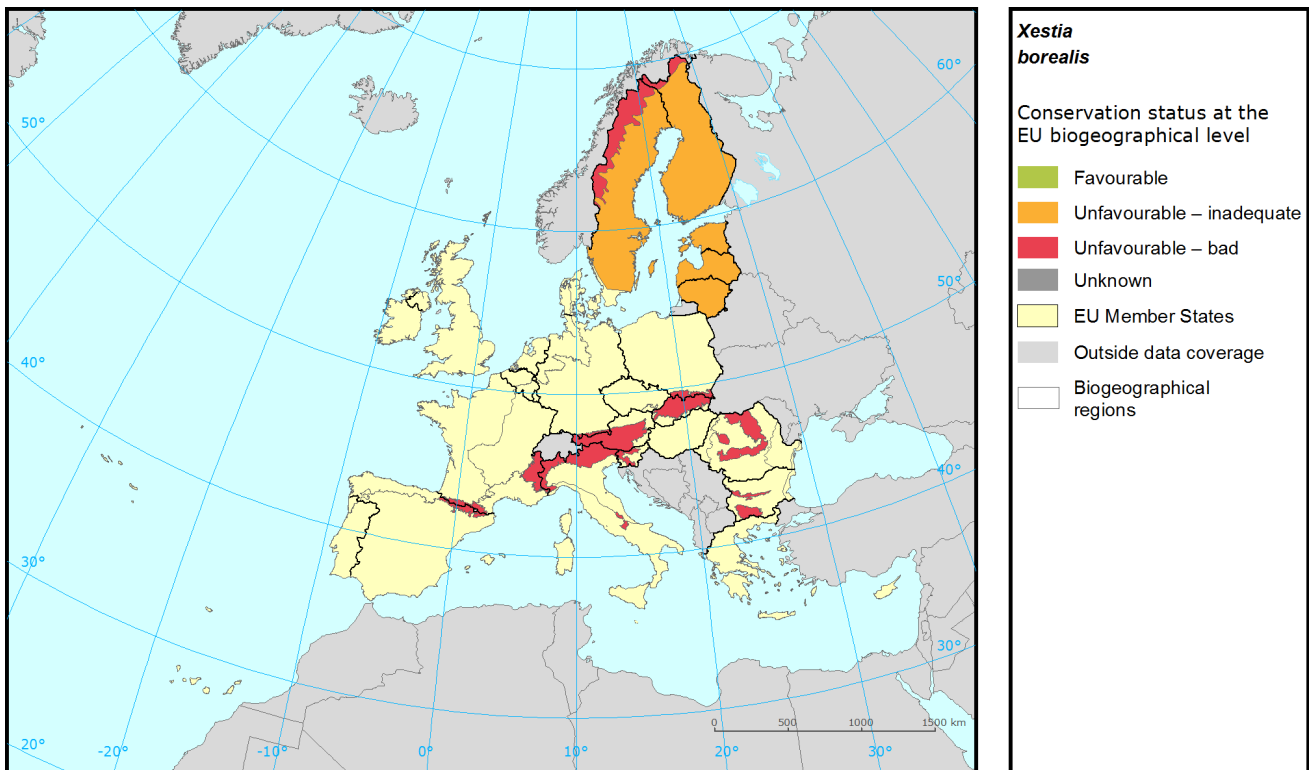 60°
50°
50°
40°
40°
30°
30°
20°
-20°
-10°
0°
10°
20°
30°
0 500 1000 1500 km
Xestia
borealis
Conservation status at the
EU biogeographical level
Favourable
Unfavourable – inadequate
Unfavourable – bad
Unknown
EU Member States
Outside data coverage
Biogeographical
regions